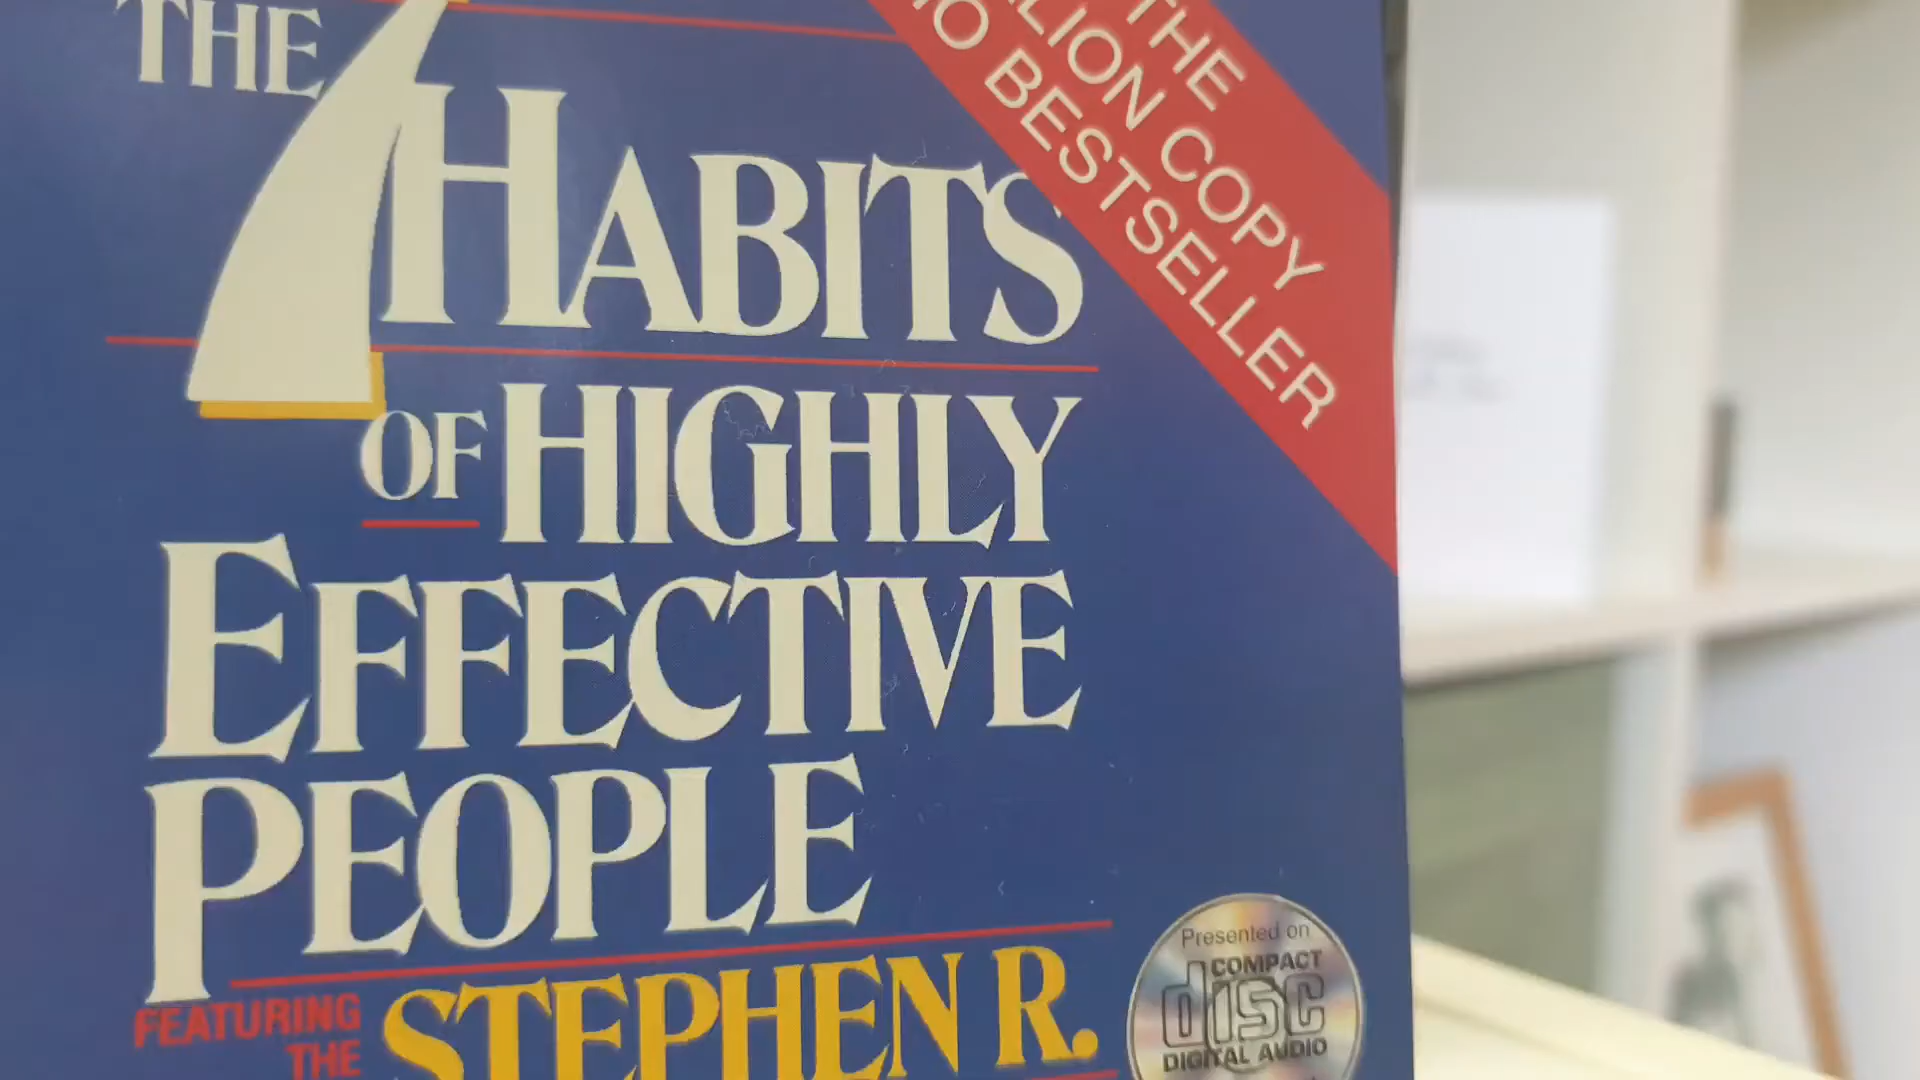 THE 7 HABITS
OF HIGHLY
EFFECTIVE
PEOPLE
THE
LION COPY
IO BESTSELLER
FEATURING
THE
STEPHEN R.
Presented on
COMPACT
disc
DIGITAL AUDIO